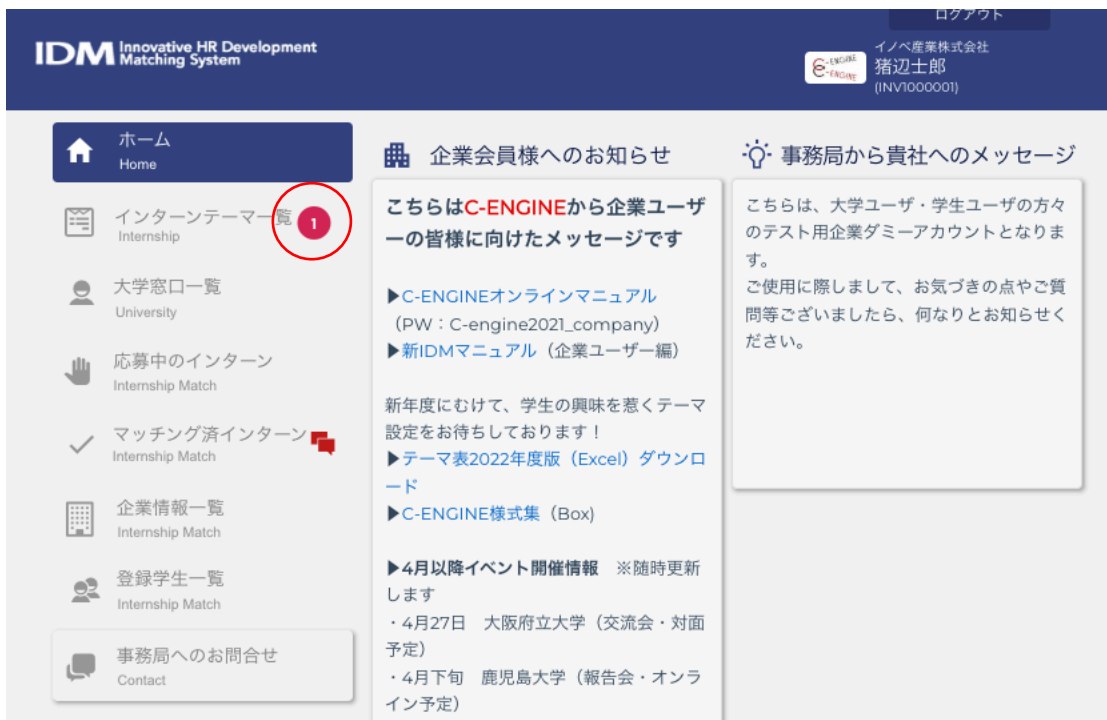 ログアウト
IDM Innovative HR Development
Matching System
C-ENGINE
C-ENGINE
イノベ産業株式会社
猪辺士郎
(INV1000001)
ホーム
Home
インターンテーマ一覧
1
Internship
大学窓口一覧
University
応募中のインターン
Internship Match
マッチング済インターン
Internship Match
企業情報一覧
Internship Match
登録学生一覧
Internship Match
事務局へのお問合せ
Contact
企業会員様へのお知らせ
こちらはC-ENGINEから企業ユーザ
ーの皆様に向けたメッセージです
▶C-ENGINEオンラインマニュアル
（PW：C-engine2021_company）
▶新IDMマニュアル（企業ユーザー編）
新年度にむけて、学生の興味を惹くテーマ
設定をお待ちしております！
▶テーマ表2022年度版（Excel）ダウンロ
ード
▶C-ENGINE様式集（Box)
▶4月以降イベント開催情報　※随時更新
します
・4月27日　大阪府立大学（交流会・対面
予定）
・4月下旬　鹿児島大学（報告会・オンラ
イン予定）
事務局から貴社へのメッセージ
こちらは、大学ユーザ・学生ユーザの方々
のテスト用企業ダミーアカウントとなりま
す。
ご使用に際しまして、お気づきの点やご質
問等ございましたら、何なりとお知らせく
ださい。